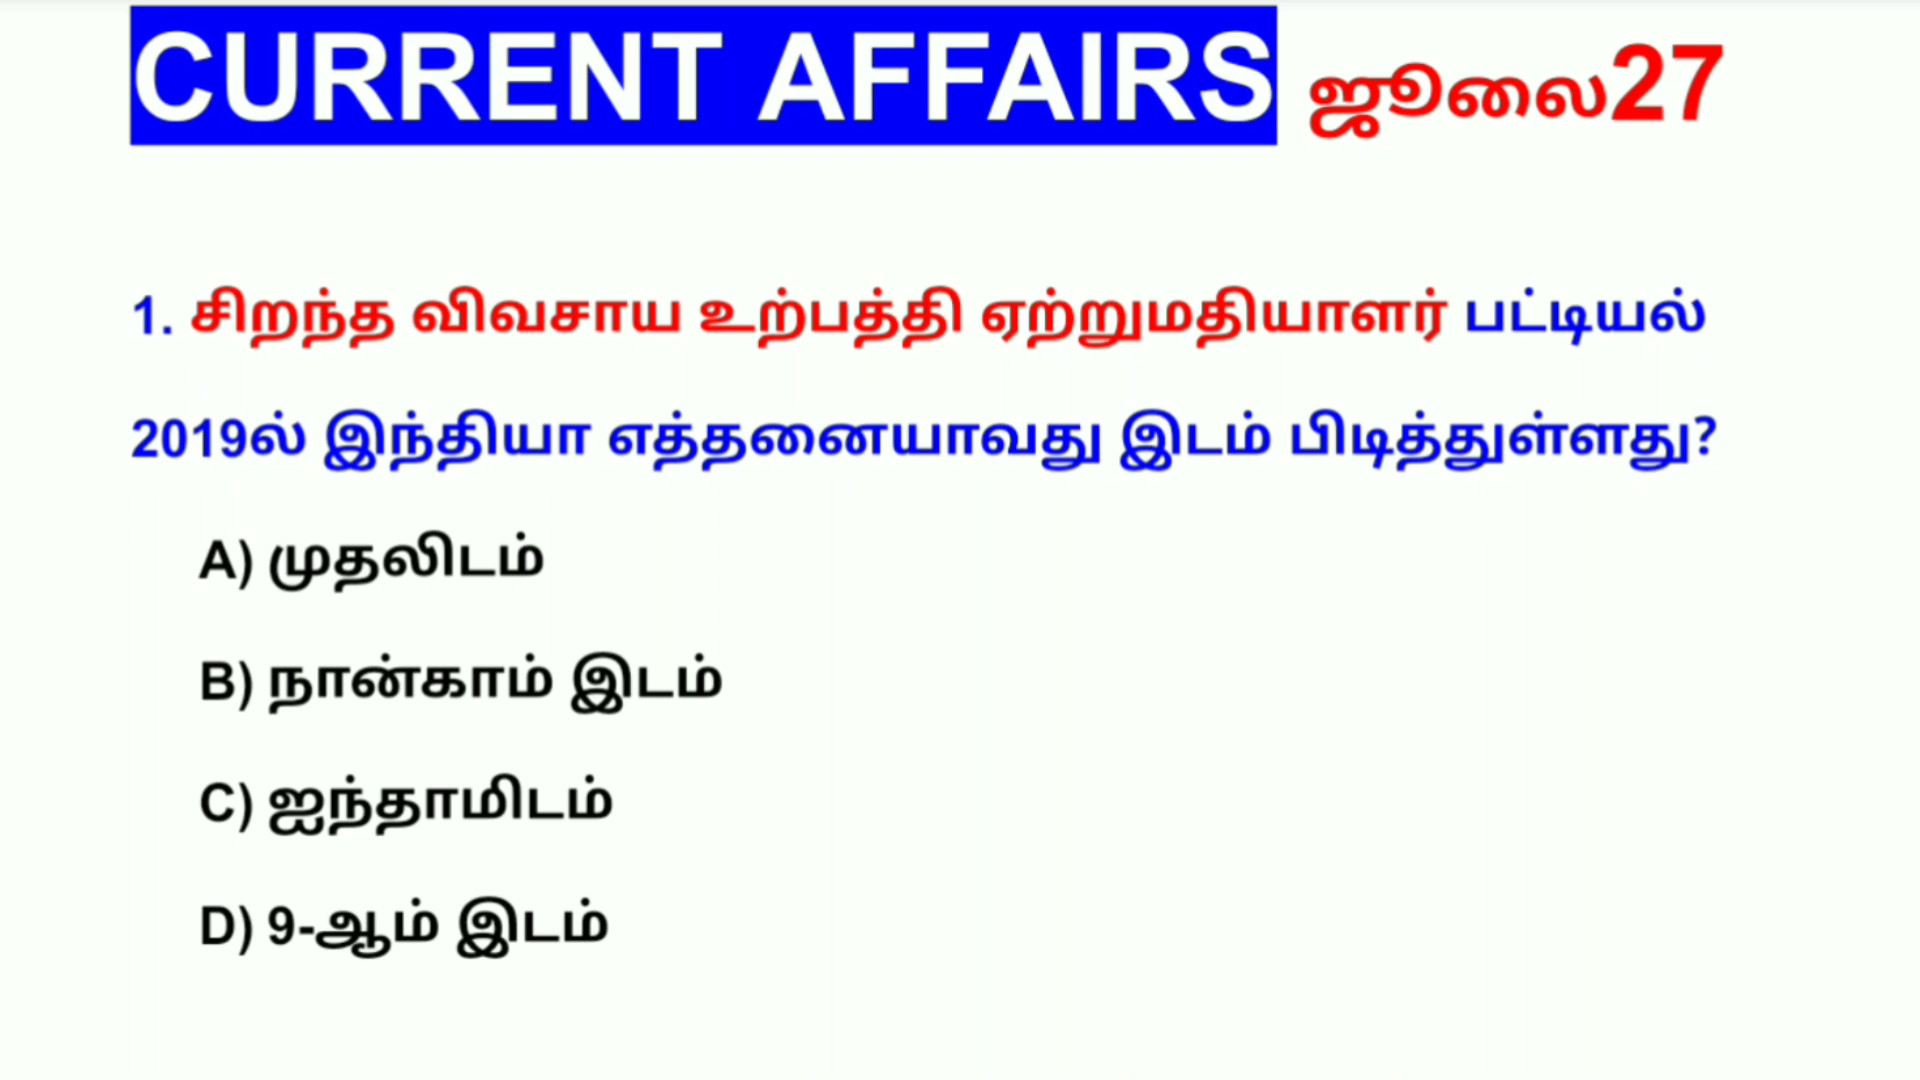 CURRENT AFFAIRS ஜூலை27
1. சிறந்த விவசாய உற்பத்தி ஏற்றுமதியாளர் பட்டியல்
2019ல் இந்தியா எத்தனையாவது இடம் பிடித்துள்ளது?
A) முதலிடம்
B) நான்காம் இடம்
C) ஐந்தாமிடம்
D) 9-ஆம் இடம்